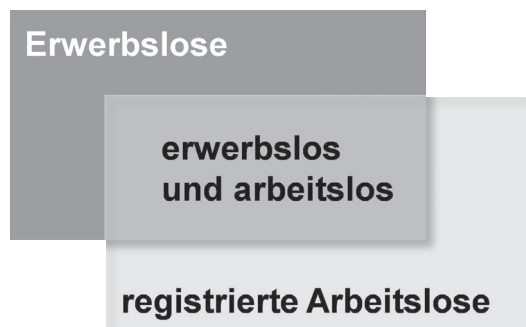 Erwerbslose
erwerbslos
und arbeitslos
registrierte Arbeitslose